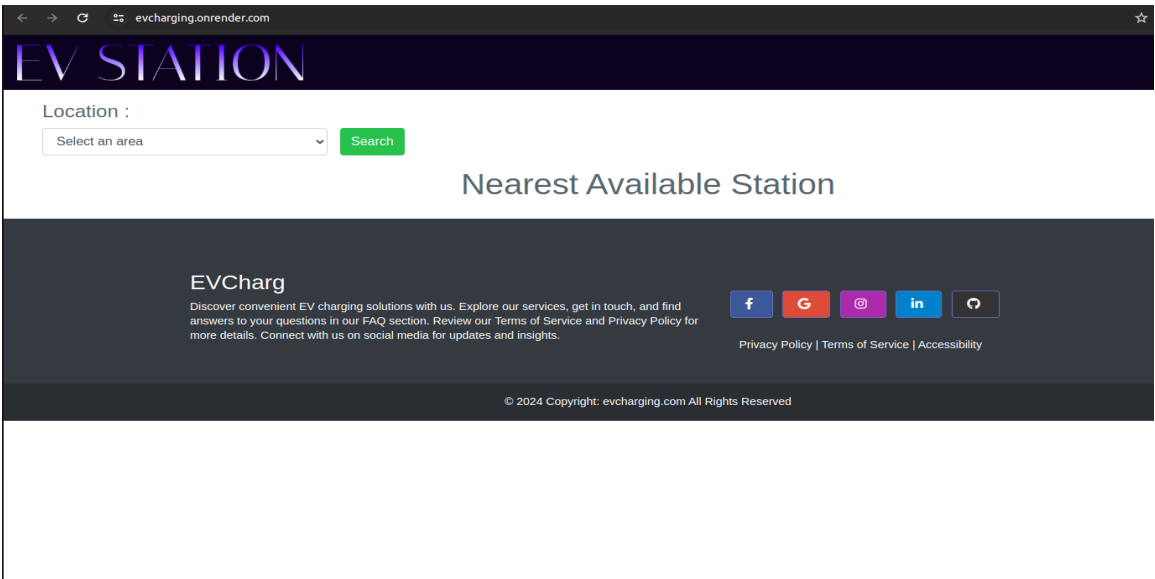 evcharging.onrender.com
EV STATION
Location :
Select an area
Search
Nearest Available Station
EVCharg
Discover convenient EV charging solutions with us. Explore our services, get in touch, and find
answers to your questions in our FAQ section. Review our Terms of Service and Privacy Policy for
more details. Connect with us on social media for updates and insights.
f G in
Privacy Policy | Terms of Service | Accessibility
© 2024 Copyright: evcharging.com All Rights Reserved